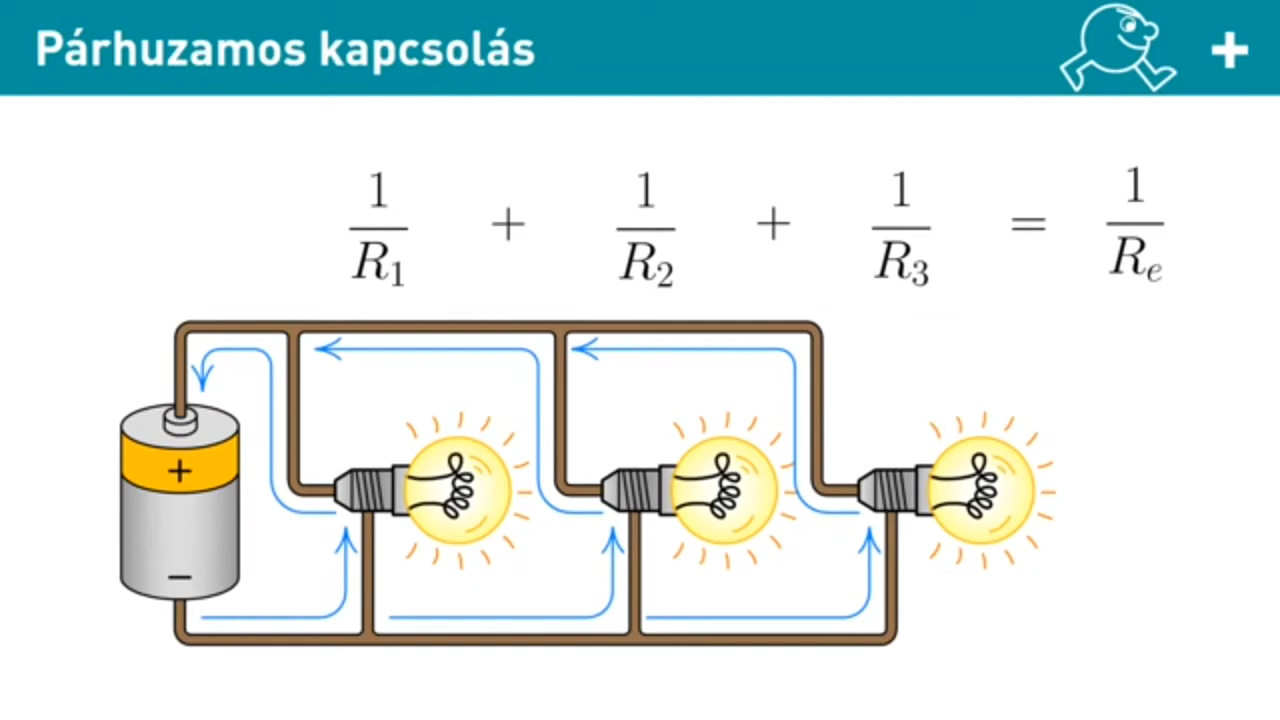 Párhuzamos kapcsolás
+
1/R₁ + 1/R₂ + 1/R₃ = 1/Rₑ
+
−